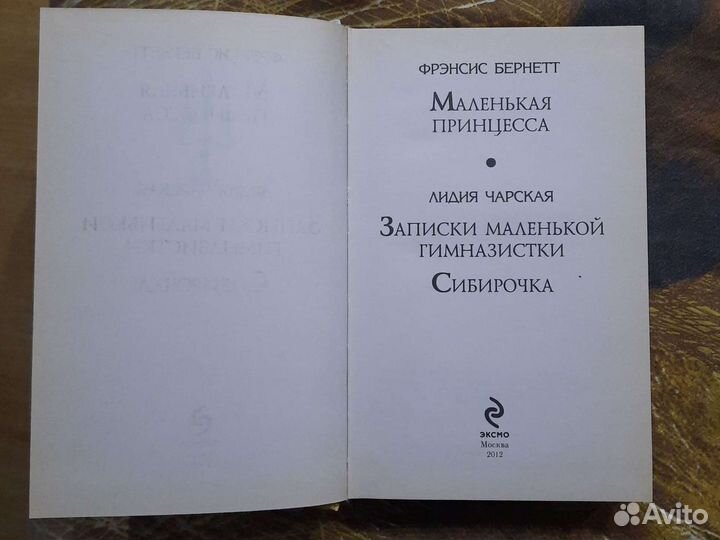 ФРЭНСИС БЕРНЕТТ
МАЛЕНЬКАЯ
ПРИНЦЕССА
ЛИДИЯ ЧАРСКАЯ
ЗАПИСКИ МАЛЕНЬКОЙ
ГИМНАЗИСТКИ
СИБИРОЧКА
ЭКСМО
Москва
2012
Avito